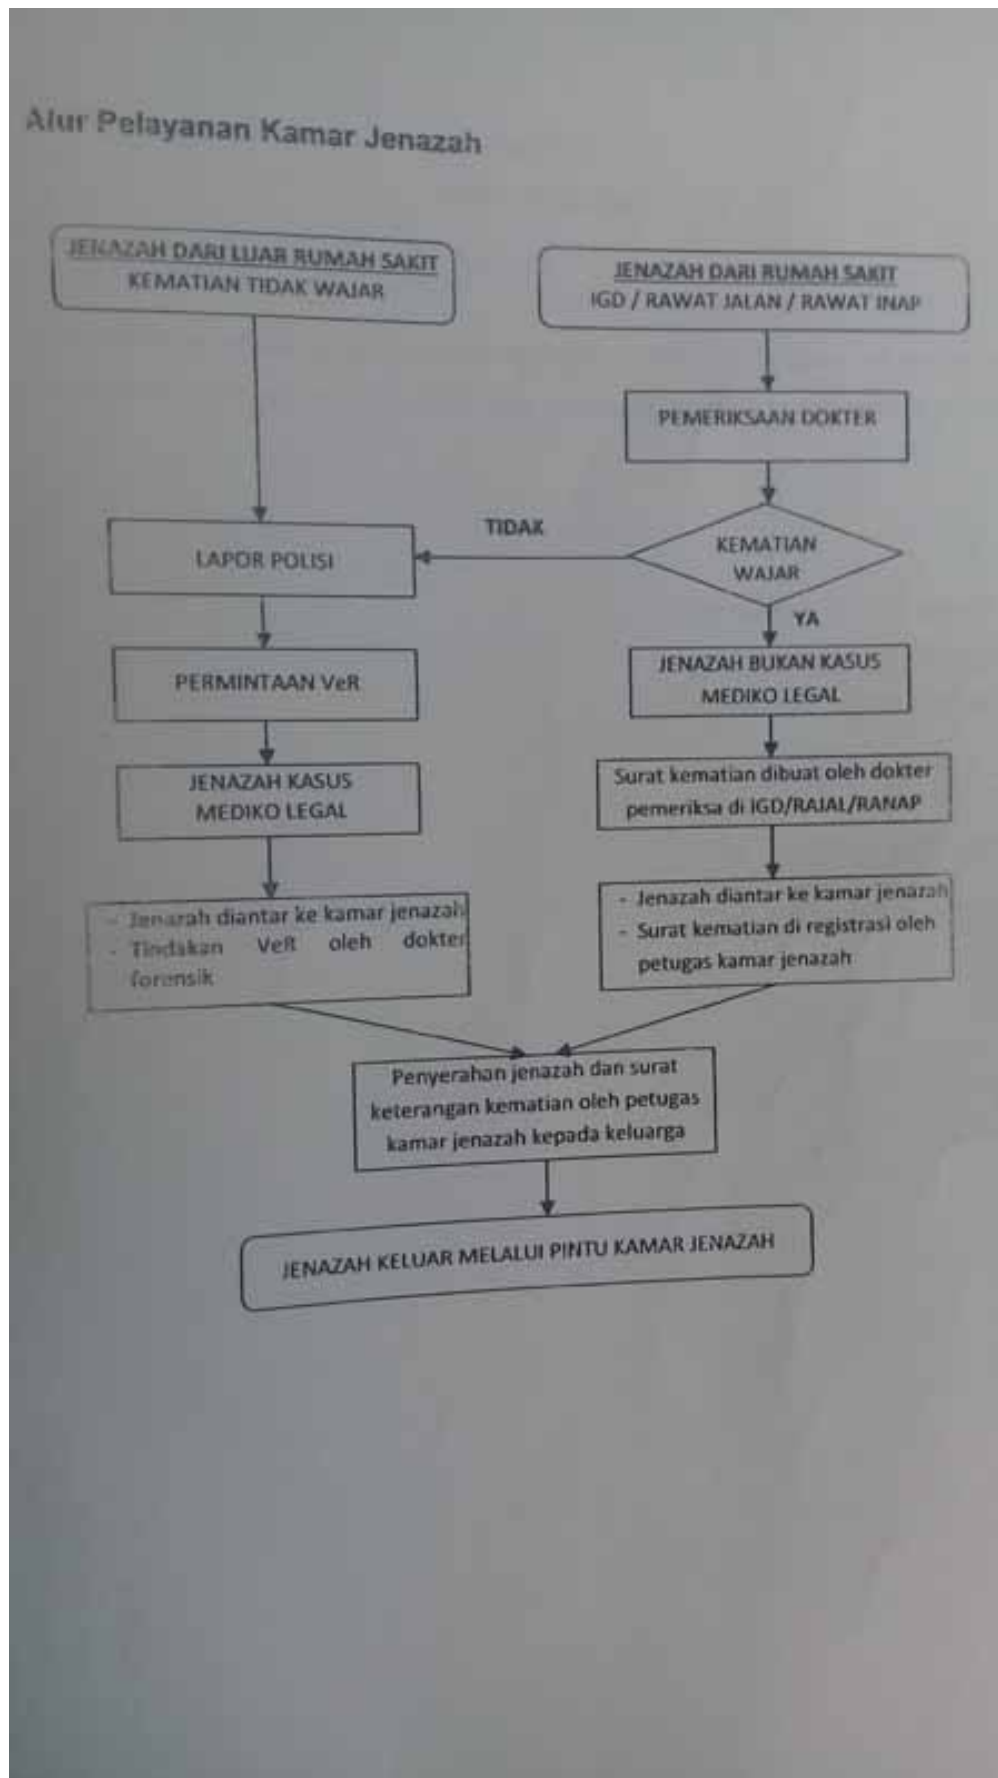 Alur Pelayanan Kamar Jenazah
JENAZAH DARI LUAR RUMAH SAKIT
KEMATIAN TIDAK WAJAR
JENAZAH DARI RUMAH SAKIT
IGD / RAWAT JALAN / RAWAT INAP
PEMERIKSAAN DOKTER
KEMATIAN
WAJAR
TIDAK
LAPOR POLISI
YA
PERMINTAAN VeR
JENAZAH BUKAN KASUS
MEDIKO LEGAL
JENAZAH KASUS
MEDIKO LEGAL
Surat kematian dibuat oleh dokter
pemeriksa di IGD/RAJAL/RANAP
- Jenazah diantar ke kamar jenazah
- Tindakan VeR oleh dokter
forensik
- Jenazah diantar ke kamar jenazah
- Surat kematian di registrasi oleh
petugas kamar jenazah
Penyerahan jenazah dan surat
keterangan kematian oleh petugas
kamar jenazah kepada keluarga
JENAZAH KELUAR MELALUI PINTU KAMAR JENAZAH